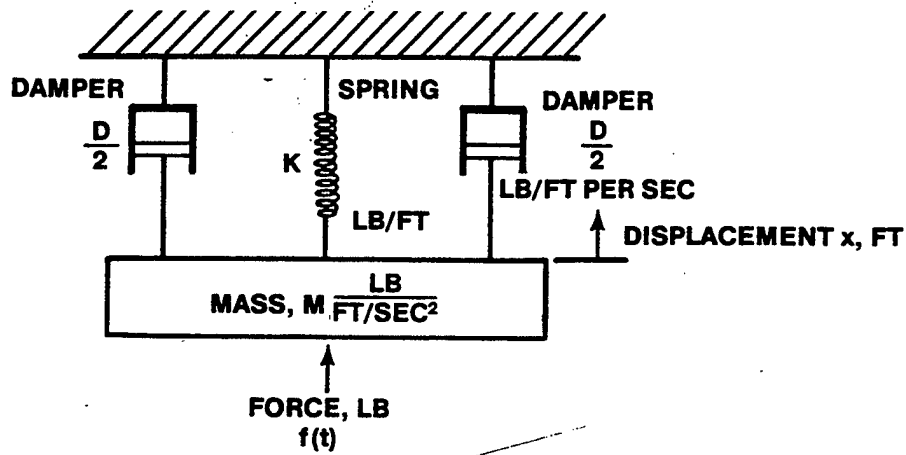 DAMPER
D/2
SPRING
K
LB/FT
DAMPER
D/2
LB/FT PER SEC
DISPLACEMENT x, FT
MASS, M LB/FT/SEC²
FORCE, LB
f(t)